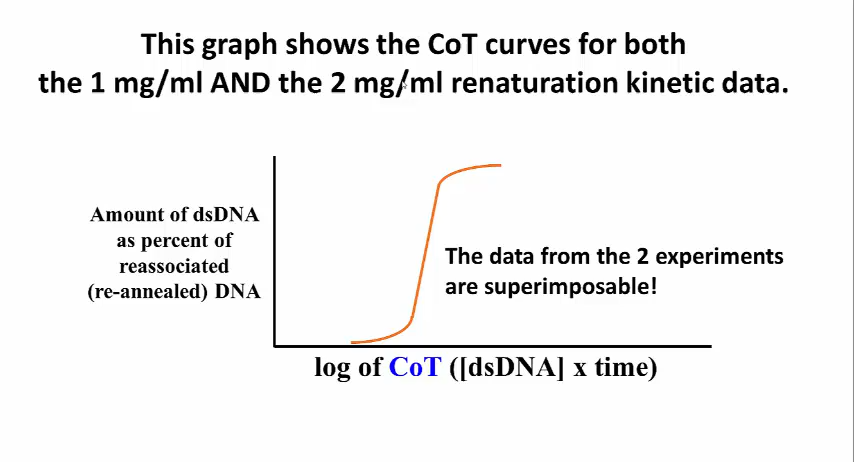 This graph shows the CoT curves for both
the 1 mg/ml AND the 2 mg/ml renaturation kinetic data.
Amount of dsDNA
as percent of
reassociated
(re-annealed) DNA
The data from the 2 experiments
are superimposable!
log of CoT ([dsDNA] x time)